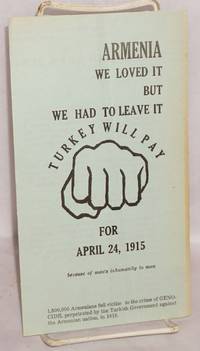 ARMENIA
WE LOVED IT
BUT
WE HAD TO LEAVE IT
TURKEY WILL PAY
FOR
APRIL 24, 1915
because of man's inhumanity to man
1,500,000 Armenians fell victim to the crime of GENO-
CIDE, perpetrated by the Turkish Government against
the Armenian nation, in 1915.